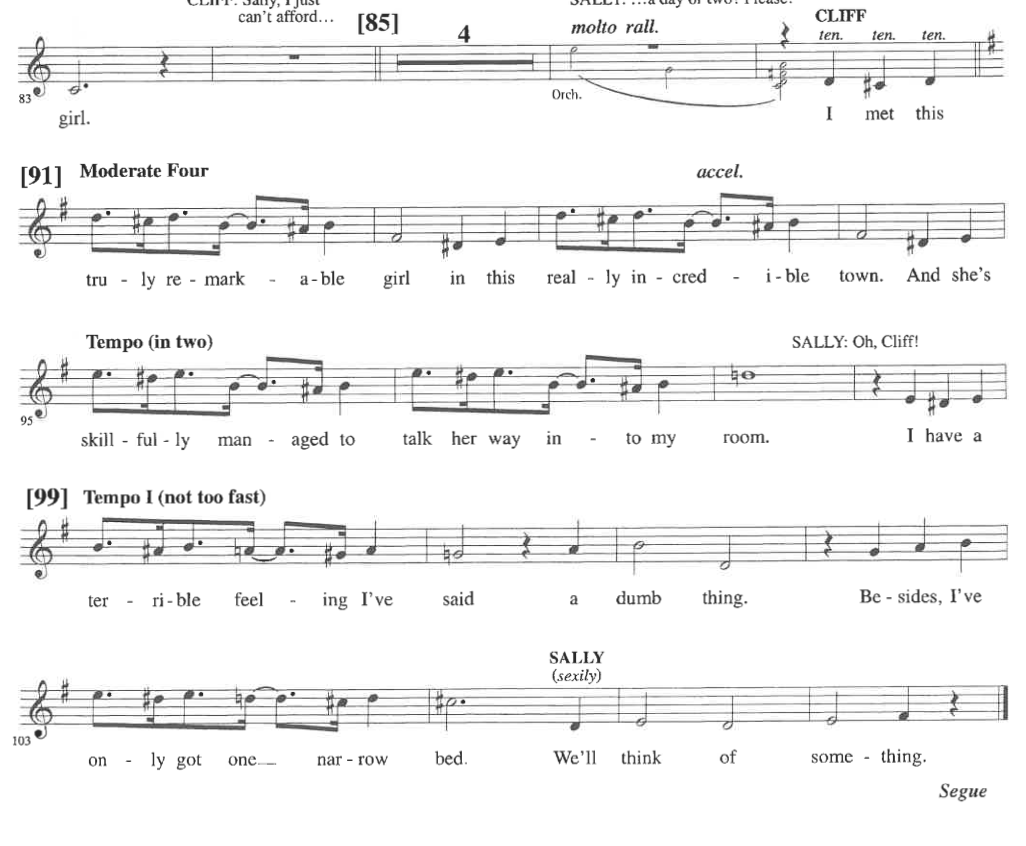 CLIFF: Sally, I just
can't afford...
SALLY: ...a day or two? Please?
[85]
4
molto rall.
CLIFF
ten. ten. ten.
83
Orch.
girl. I met this
[91] Moderate Four accel.
tru - ly re - mark - a - ble girl in this real - ly in - cred - i - ble town. And she's
Tempo (in two) SALLY: Oh, Cliff!
95
skill - ful - ly man - aged to talk her way in - to my room. I have a
[99] Tempo I (not too fast)
ter - ri - ble feel - ing I've said a dumb thing. Be - sides, I've
SALLY
(sexily)
103
on - ly got one nar - row bed. We'll think of some - thing.
Segue